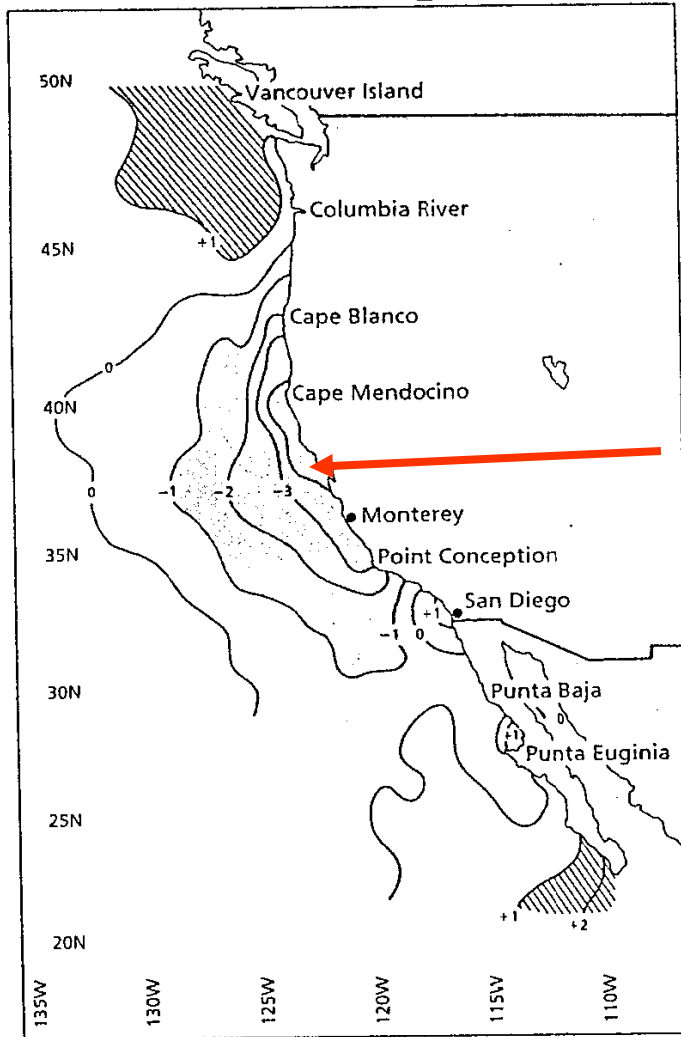 50N
Vancouver Island
Columbia River
+1
45N
Cape Blanco
0
Cape Mendocino
40N
0
-1
-2
-3
Monterey
35N
Point Conception
San Diego
+1
-1
0
30N
Punta Baja
0
+1
Punta Euginia
25N
+1
+2
20N
135W
130W
125W
120W
115W
110W